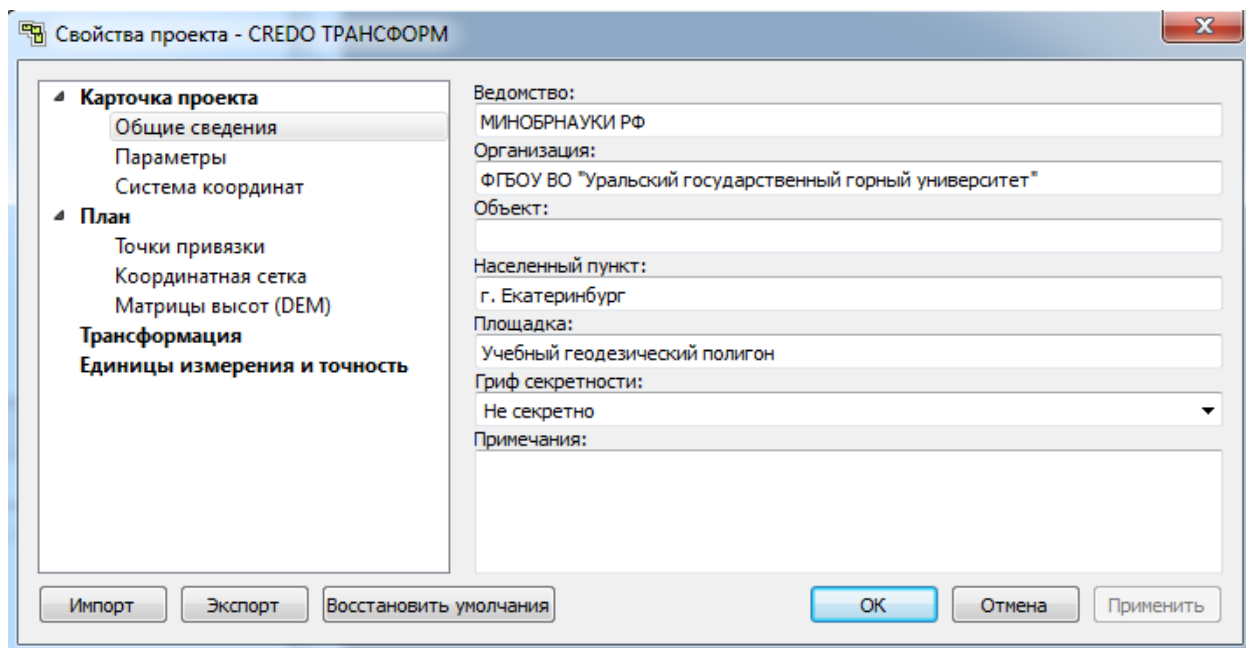 Свойства проекта - CREDO ТРАНСФОРМ
Карточка проекта
Общие сведения
Параметры
Система координат
План
Точки привязки
Координатная сетка
Матрицы высот (DEM)
Трансформация
Единицы измерения и точность
Ведомство:
МИНОБРНАУКИ РФ
Организация:
ФГБОУ ВО "Уральский государственный горный университет"
Объект:
Населенный пункт:
г. Екатеринбург
Площадка:
Учебный геодезический полигон
Гриф секретности:
Не секретно
Примечания:
Импорт
Экспорт
Восстановить умолчания
ОК
Отмена
Применить